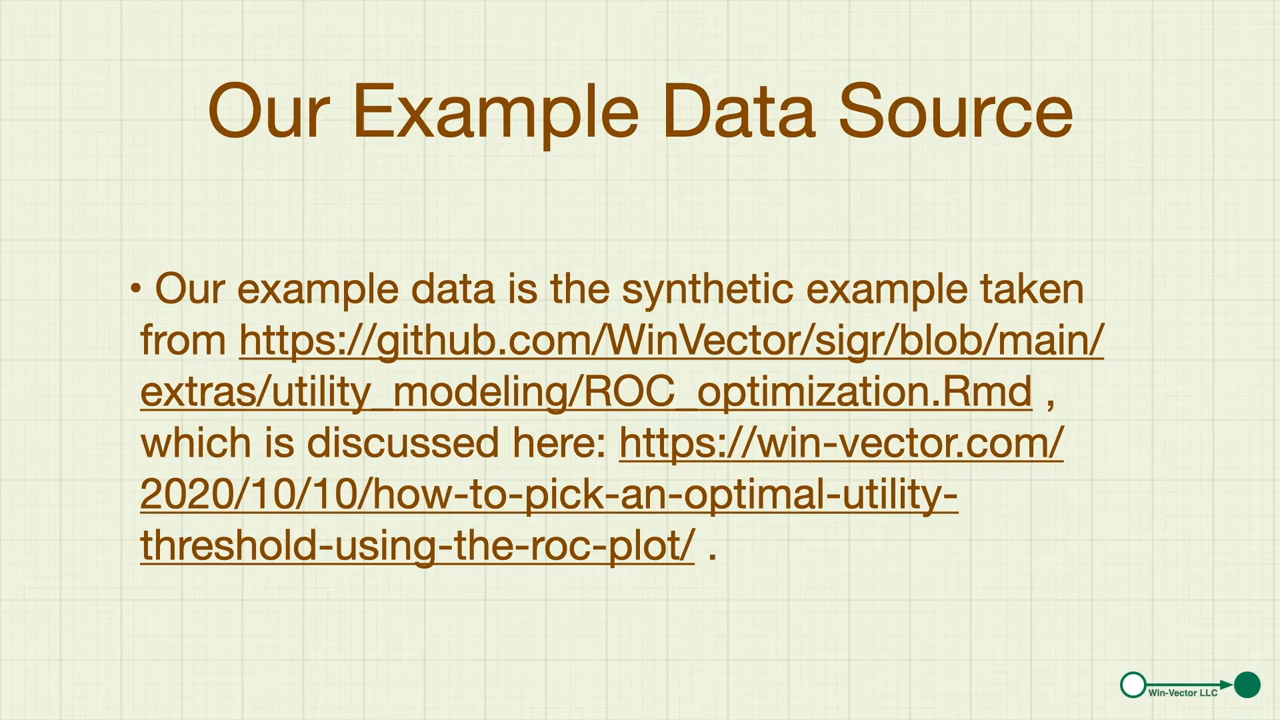 Our Example Data Source
• Our example data is the synthetic example taken
from https://github.com/WinVector/sigr/blob/main/
extras/utility_modeling/ROC_optimization.Rmd ,
which is discussed here: https://win-vector.com/
2020/10/10/how-to-pick-an-optimal-utility-
threshold-using-the-roc-plot/ .
Win-Vector LLC